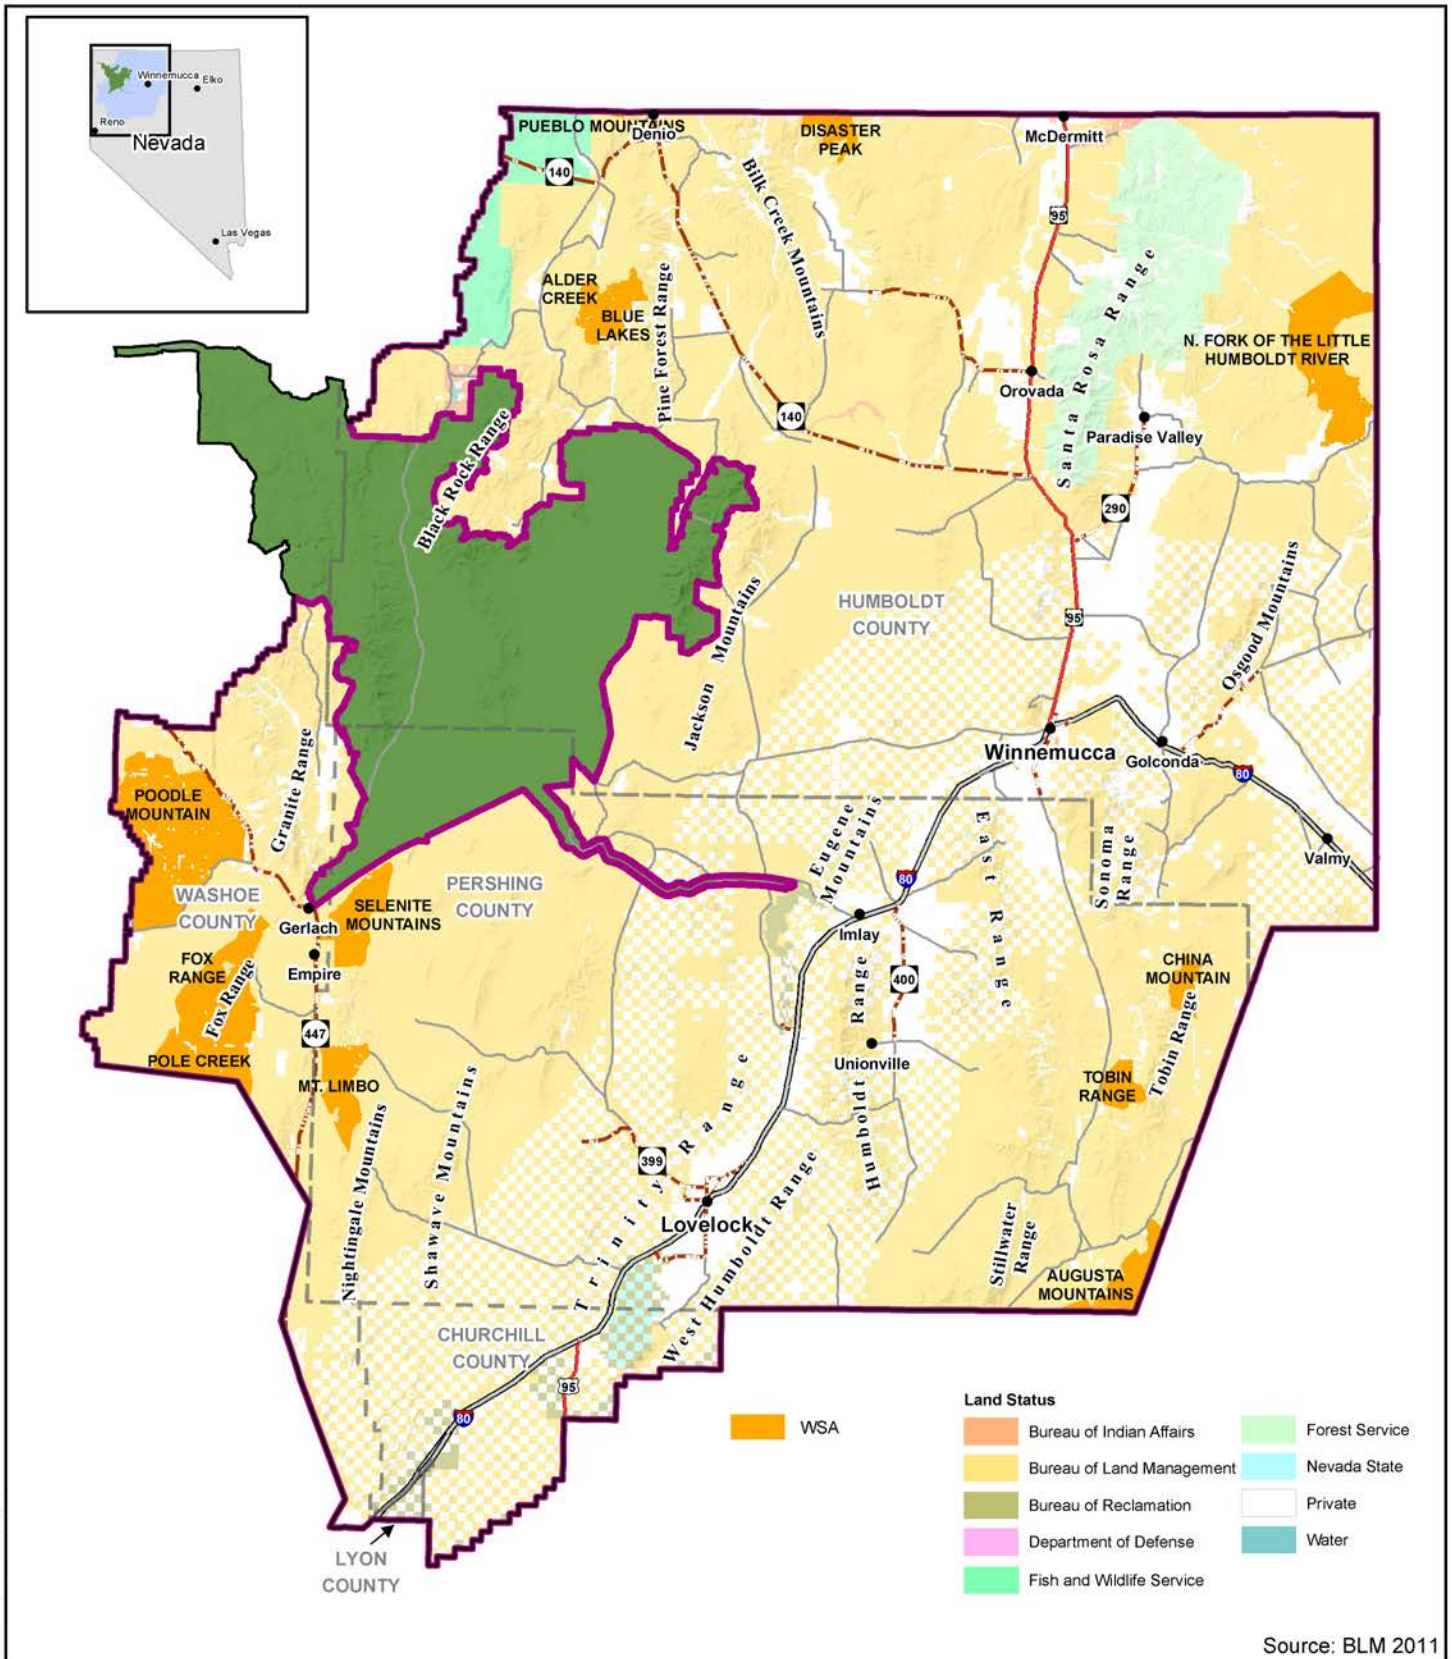 Winnemucca
Elko
Reno
Nevada
Las Vegas
PUEBLO MOUNTAINS
Denio
DISASTER
PEAK
McDermitt
140
Bilk Creek Mountains
95
ALDER
CREEK
BLUE
LAKES
Pine Forest Range
Santa Rosa Range
N. FORK OF THE LITTLE
HUMBOLDT RIVER
Orovada
140
Paradise Valley
Black Rock Range
290
HUMBOLDT
COUNTY
95
Osgood Mountains
Jackson Mountains
Winnemucca
Golconda
80
Granite Range
POODLE
MOUNTAIN
Eugene
Mountains
East Range
Sonoma
Range
Valmy
80
WASHOE
COUNTY
PERSHING
COUNTY
SELENITE
MOUNTAINS
Gerlach
Imlay
FOX
RANGE
Fox Range
Empire
CHINA
MOUNTAIN
400
447
Humboldt Range
Unionville
POLE CREEK
MT. LIMBO
TOBIN
RANGE
Tobin Range
Nightingale Mountains
Shawave Mountains
399
Trinity Range
Lovelock
West Humboldt Range
Stillwater
Range
AUGUSTA
MOUNTAINS
CHURCHILL
COUNTY
95
80
LYON
COUNTY
WSA
Land Status
Bureau of Indian Affairs
Bureau of Land Management
Bureau of Reclamation
Department of Defense
Fish and Wildlife Service
Forest Service
Nevada State
Private
Water
Source: BLM 2011